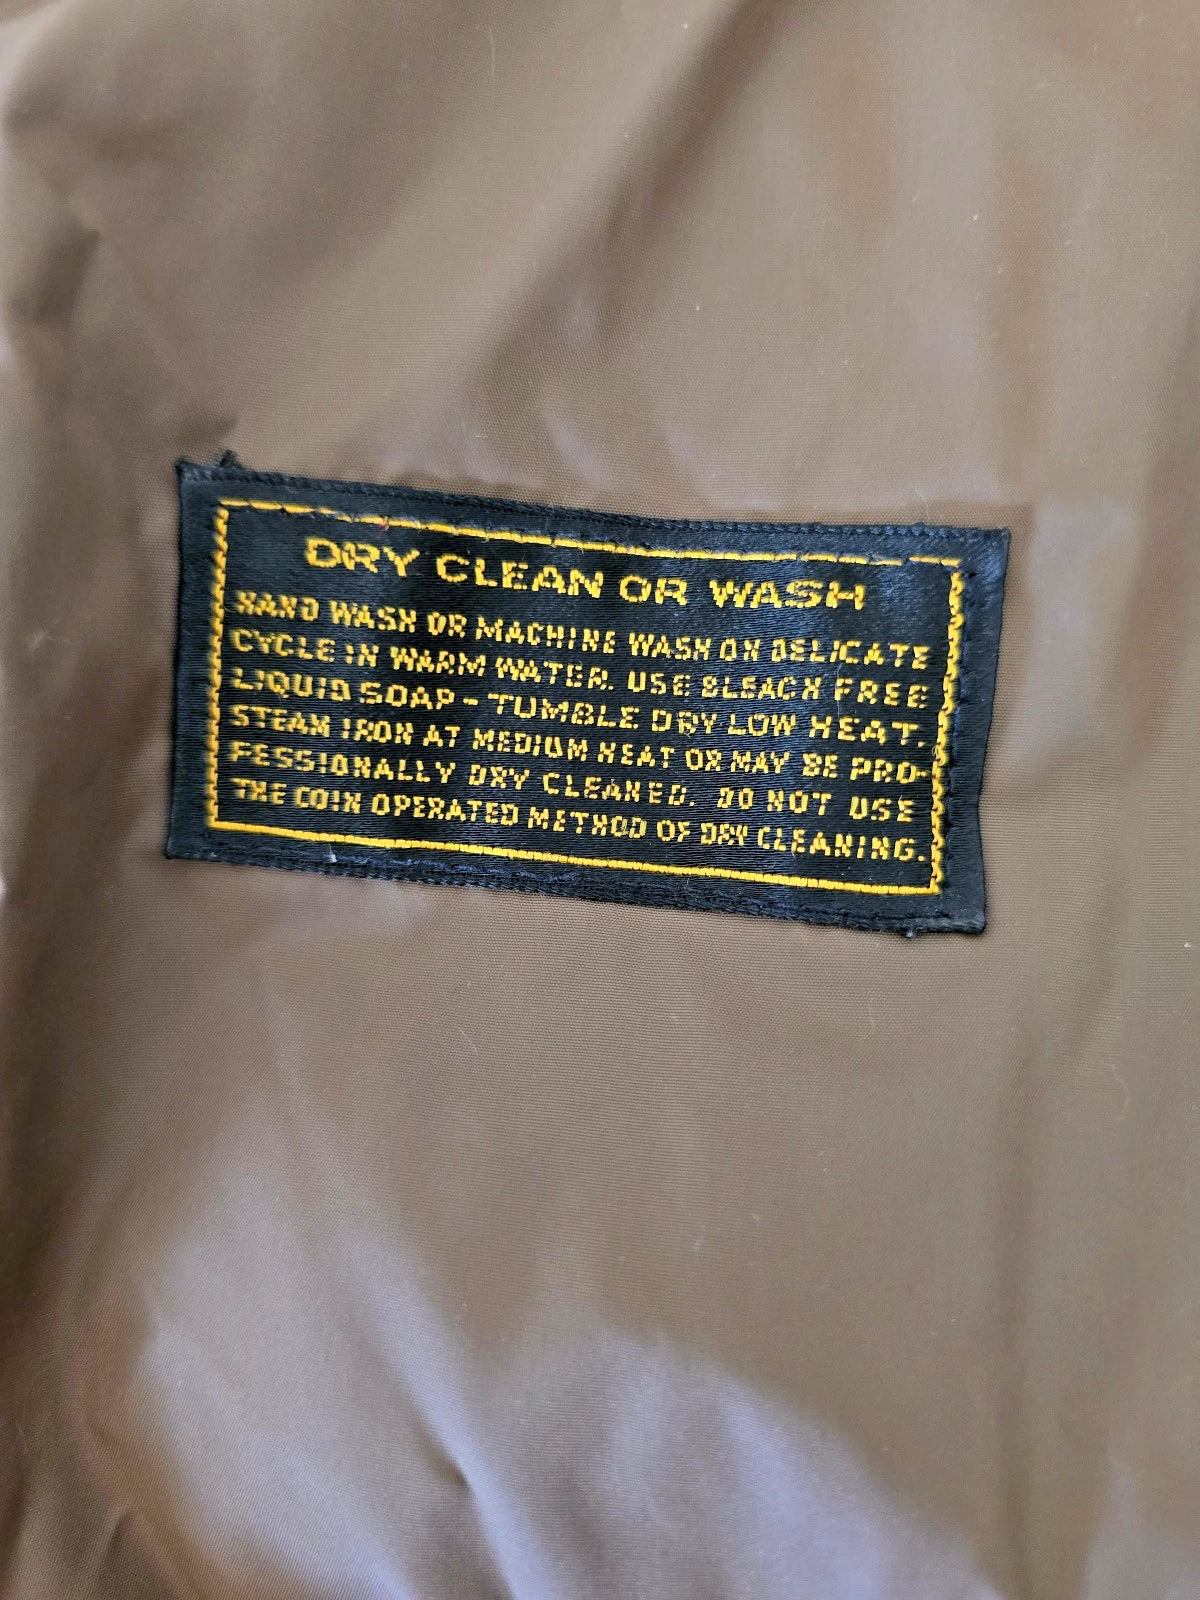 DRY CLEAN OR WASH
HAND WASH OR MACHINE WASH ON DELICATE
CYCLE IN WARM WATER. USE BLEACH FREE
LIQUID SOAP - TUMBLE DRY LOW HEAT.
STEAM IRON AT MEDIUM HEAT OR MAY BE PRO-
FESSIONALLY DRY CLEANED. DO NOT USE
THE COIN OPERATED METHOD OF DRY CLEANING.